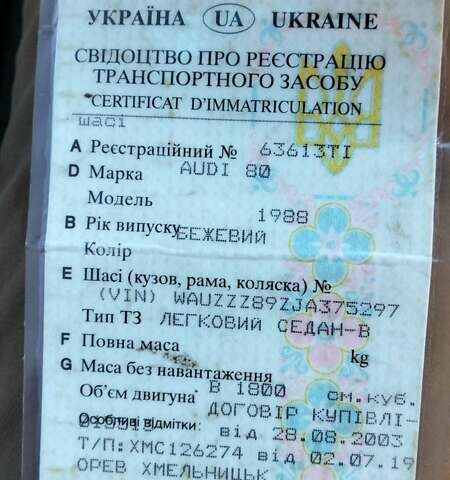 УКРАЇНА UA UKRAINE
СВІДОЦТВО ПРО РЕЄСТРАЦІЮ
ТРАНСПОРТНОГО ЗАСОБУ
CERTIFICAT D'IMMATRICULATION
шасі
A Реєстраційний № 63613TI
D Марка AUDI 80
Модель
B Рік випуску 1988
Колір БЕЖЕВИЙ
E Шасі (кузов, рама, коляска) №
(VIN) WAUZZZ89ZJA375297
Тип ТЗ ЛЕГКОВИЙ СЕДАН-В
F Повна маса kg
G Маса без навантаження
Об'єм двигуна В 1800 см.куб.
Особливі відмітки: ДОГОВІР КУПІВЛІ-
від 28.08.2003
Т/П:ХМС126274 від 02.07.19
ОРЕВ ХМЕЛЬНИЦЬК